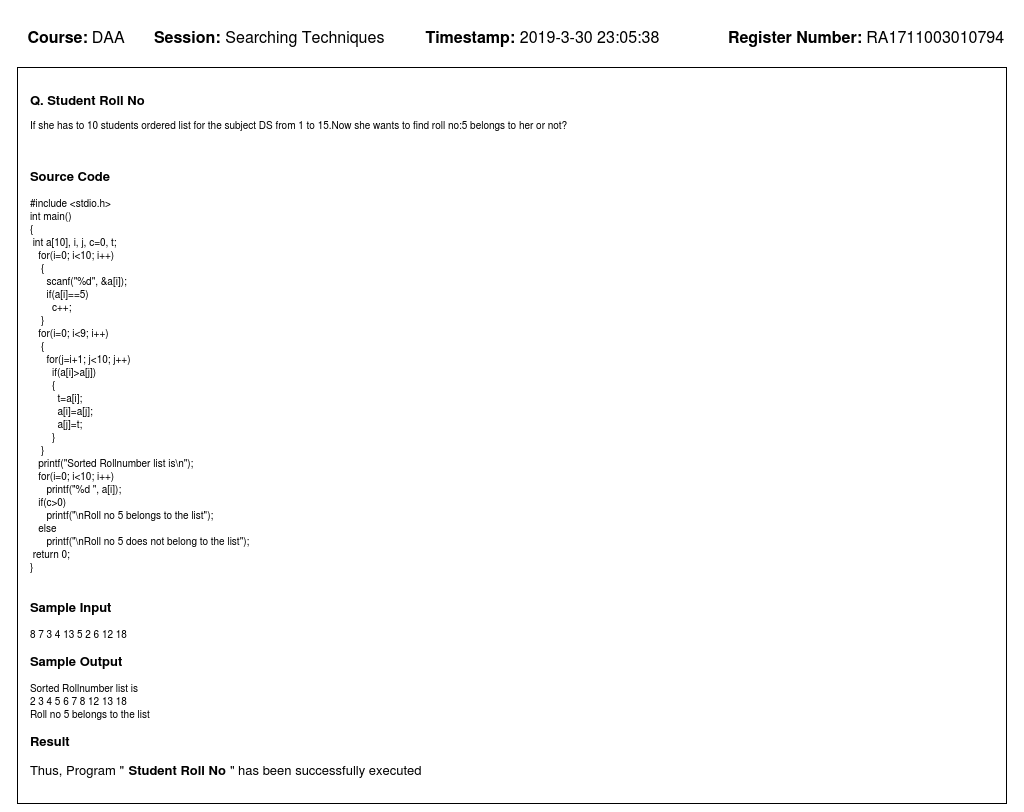 Course: DAA Session: Searching Techniques Timestamp: 2019-3-30 23:05:38 Register Number: RA1711003010794
Q. Student Roll No
If she has to 10 students ordered list for the subject DS from 1 to 15.Now she wants to find roll no:5 belongs to her or not?
Source Code
#include <stdio.h>
int main()
{
int a[10], i, j, c=0, t;
for(i=0; i<10; i++)
{
scanf("%d", &a[i]);
if(a[i]==5)
c++;
}
for(i=0; i<9; i++)
{
for(j=i+1; j<10; j++)
if(a[i]>a[j])
{
t=a[i];
a[i]=a[j];
a[j]=t;
}
}
printf("Sorted Rollnumber list is\n");
for(i=0; i<10; i++)
printf("%d ", a[i]);
if(c>0)
printf("\nRoll no 5 belongs to the list");
else
printf("\nRoll no 5 does not belong to the list");
return 0;
}
Sample Input
8 7 3 4 13 5 2 6 12 18
Sample Output
Sorted Rollnumber list is
2 3 4 5 6 7 8 12 13 18
Roll no 5 belongs to the list
Result
Thus, Program " Student Roll No " has been successfully executed